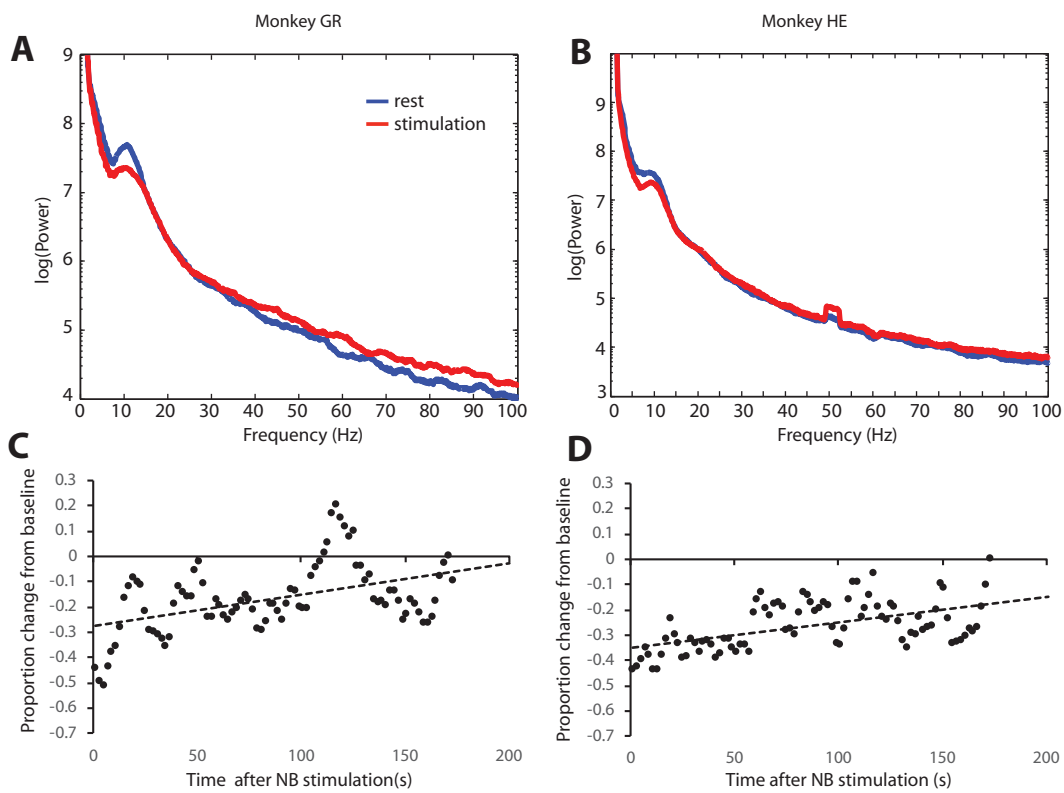 Monkey GR
Monkey HE
A
9
8
7
6
5
4
log(Power)
rest
stimulation
0 10 20 30 40 50 60 70 80 90 100
Frequency (Hz)
B
9
8
7
6
5
4
3
log(Power)
0 10 20 30 40 50 60 70 80 90 100
Frequency (Hz)
C
0.3
0.2
0.1
0
-0.1
-0.2
-0.3
-0.4
-0.5
-0.6
-0.7
Proportion change from baseline
0 50 100 150 200
Time after NB stimulation(s)
D
0.3
0.2
0.1
0
-0.1
-0.2
-0.3
-0.4
-0.5
-0.6
-0.7
Proportion change from baseline
0 50 100 150 200
Time after NB stimulation (s)